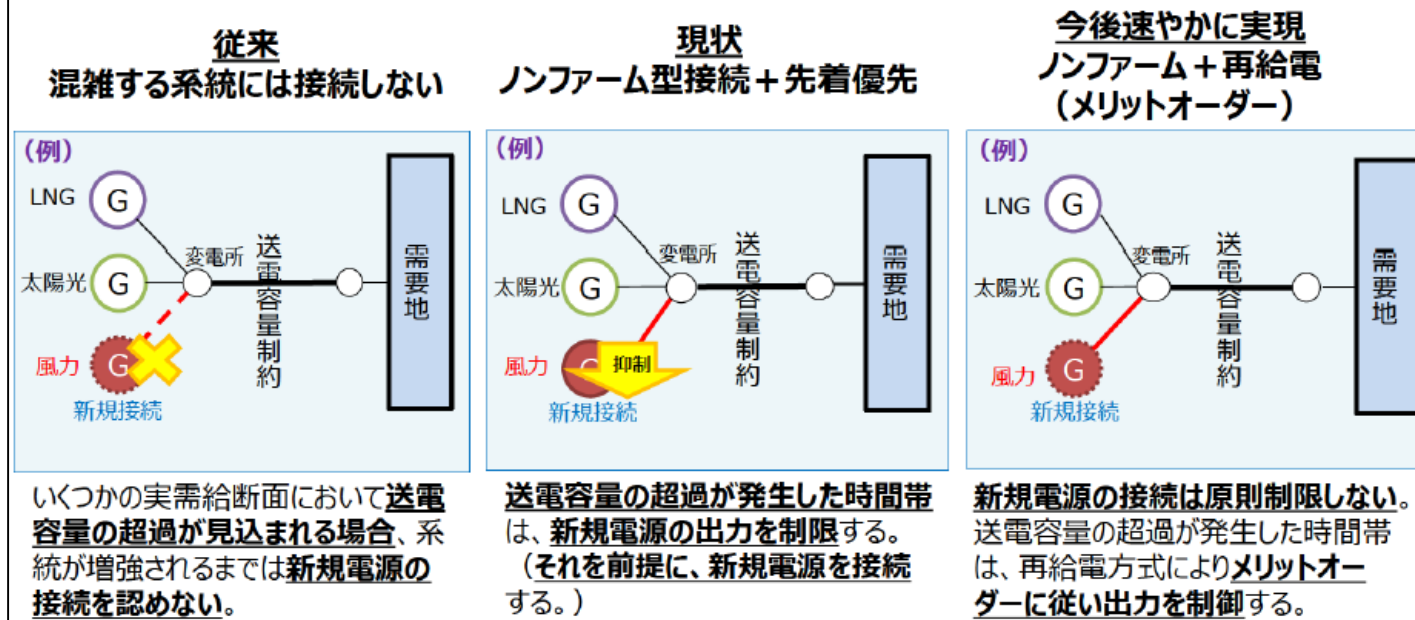 従来
混雑する系統には接続しない
(例)
LNG
G
太陽光
G
風力
G
新規接続
変電所
送電容量制約
需要地
いくつかの実需給断面において送電
容量の超過が見込まれる場合、系
統が増強されるまでは新規電源の
接続を認めない。
現状
ノンファーム型接続＋先着優先
(例)
LNG
G
太陽光
G
風力
G
抑制
新規接続
変電所
送電容量制約
需要地
送電容量の超過が発生した時間帯
は、新規電源の出力を制限する。
（それを前提に、新規電源を接続
する。）
今後速やかに実現
ノンファーム＋再給電
（メリットオーダー）
(例)
LNG
G
太陽光
G
風力
G
新規接続
変電所
送電容量制約
需要地
新規電源の接続は原則制限しない。
送電容量の超過が発生した時間帯
は、再給電方式によりメリットオー
ダーに従い出力を制御する。